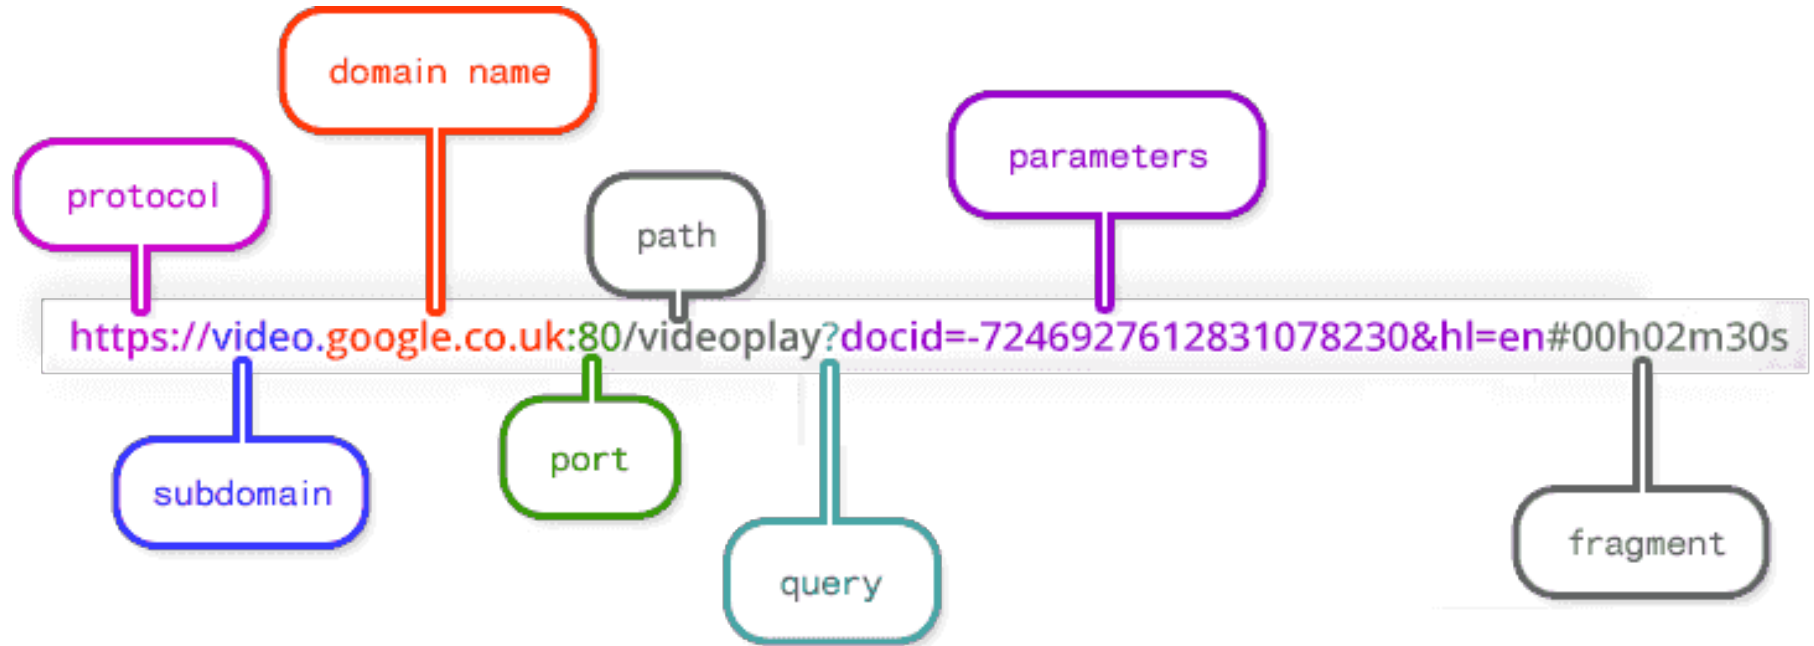 domain name
parameters
protocol
path
https://video.google.co.uk:80/videoplay?docid=-7246927612831078230&hl=en#00h02m30s
port
subdomain
fragment
query